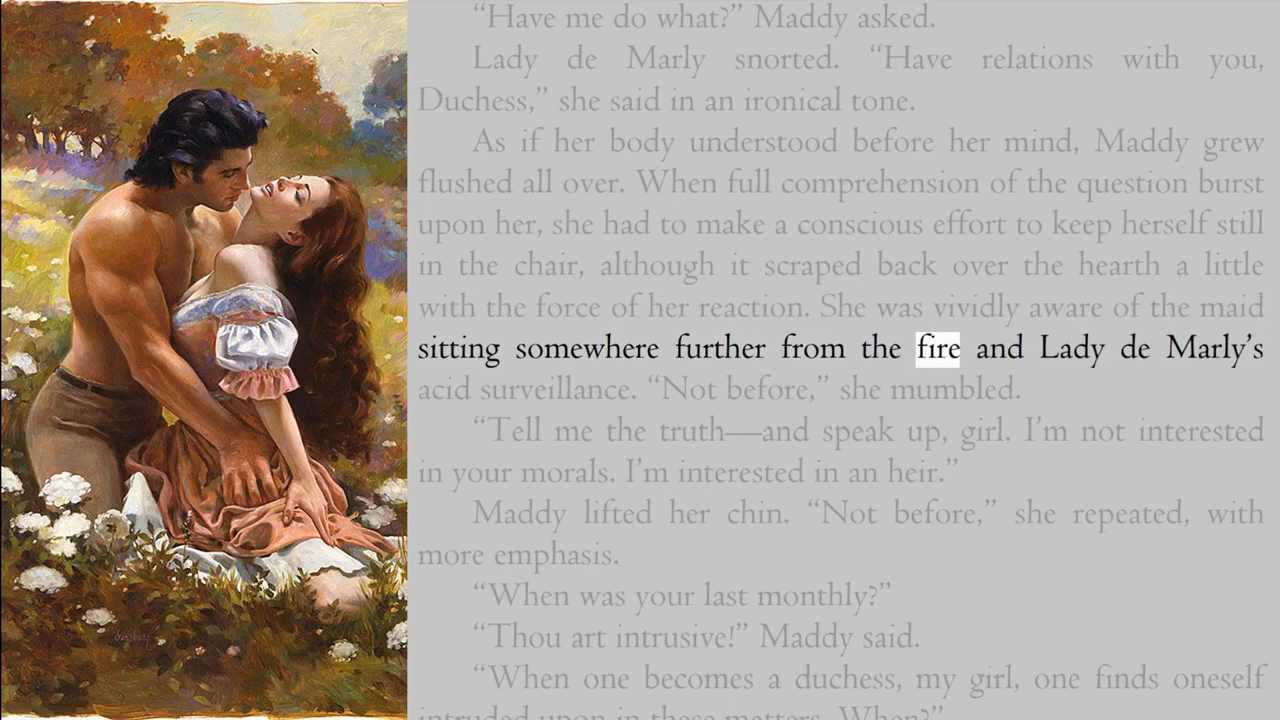 “Have me do what?” Maddy asked.
Lady de Marly snorted. “Have relations with you,
Duchess,” she said in an ironical tone.
As if her body understood before her mind, Maddy grew
flushed all over. When full comprehension of the question burst
upon her, she had to make a conscious effort to keep herself still
in the chair, although it scraped back over the hearth a little
with the force of her reaction. She was vividly aware of the maid
sitting somewhere further from the fire and Lady de Marly’s
acid surveillance. “Not before,” she mumbled.
“Tell me the truth—and speak up, girl. I’m not interested
in your morals. I’m interested in an heir.”
Maddy lifted her chin. “Not before,” she repeated, with
more emphasis.
“When was your last monthly?”
“Thou art intrusive!” Maddy said.
“When one becomes a duchess, my girl, one finds oneself
intruded upon in these matters. When?”